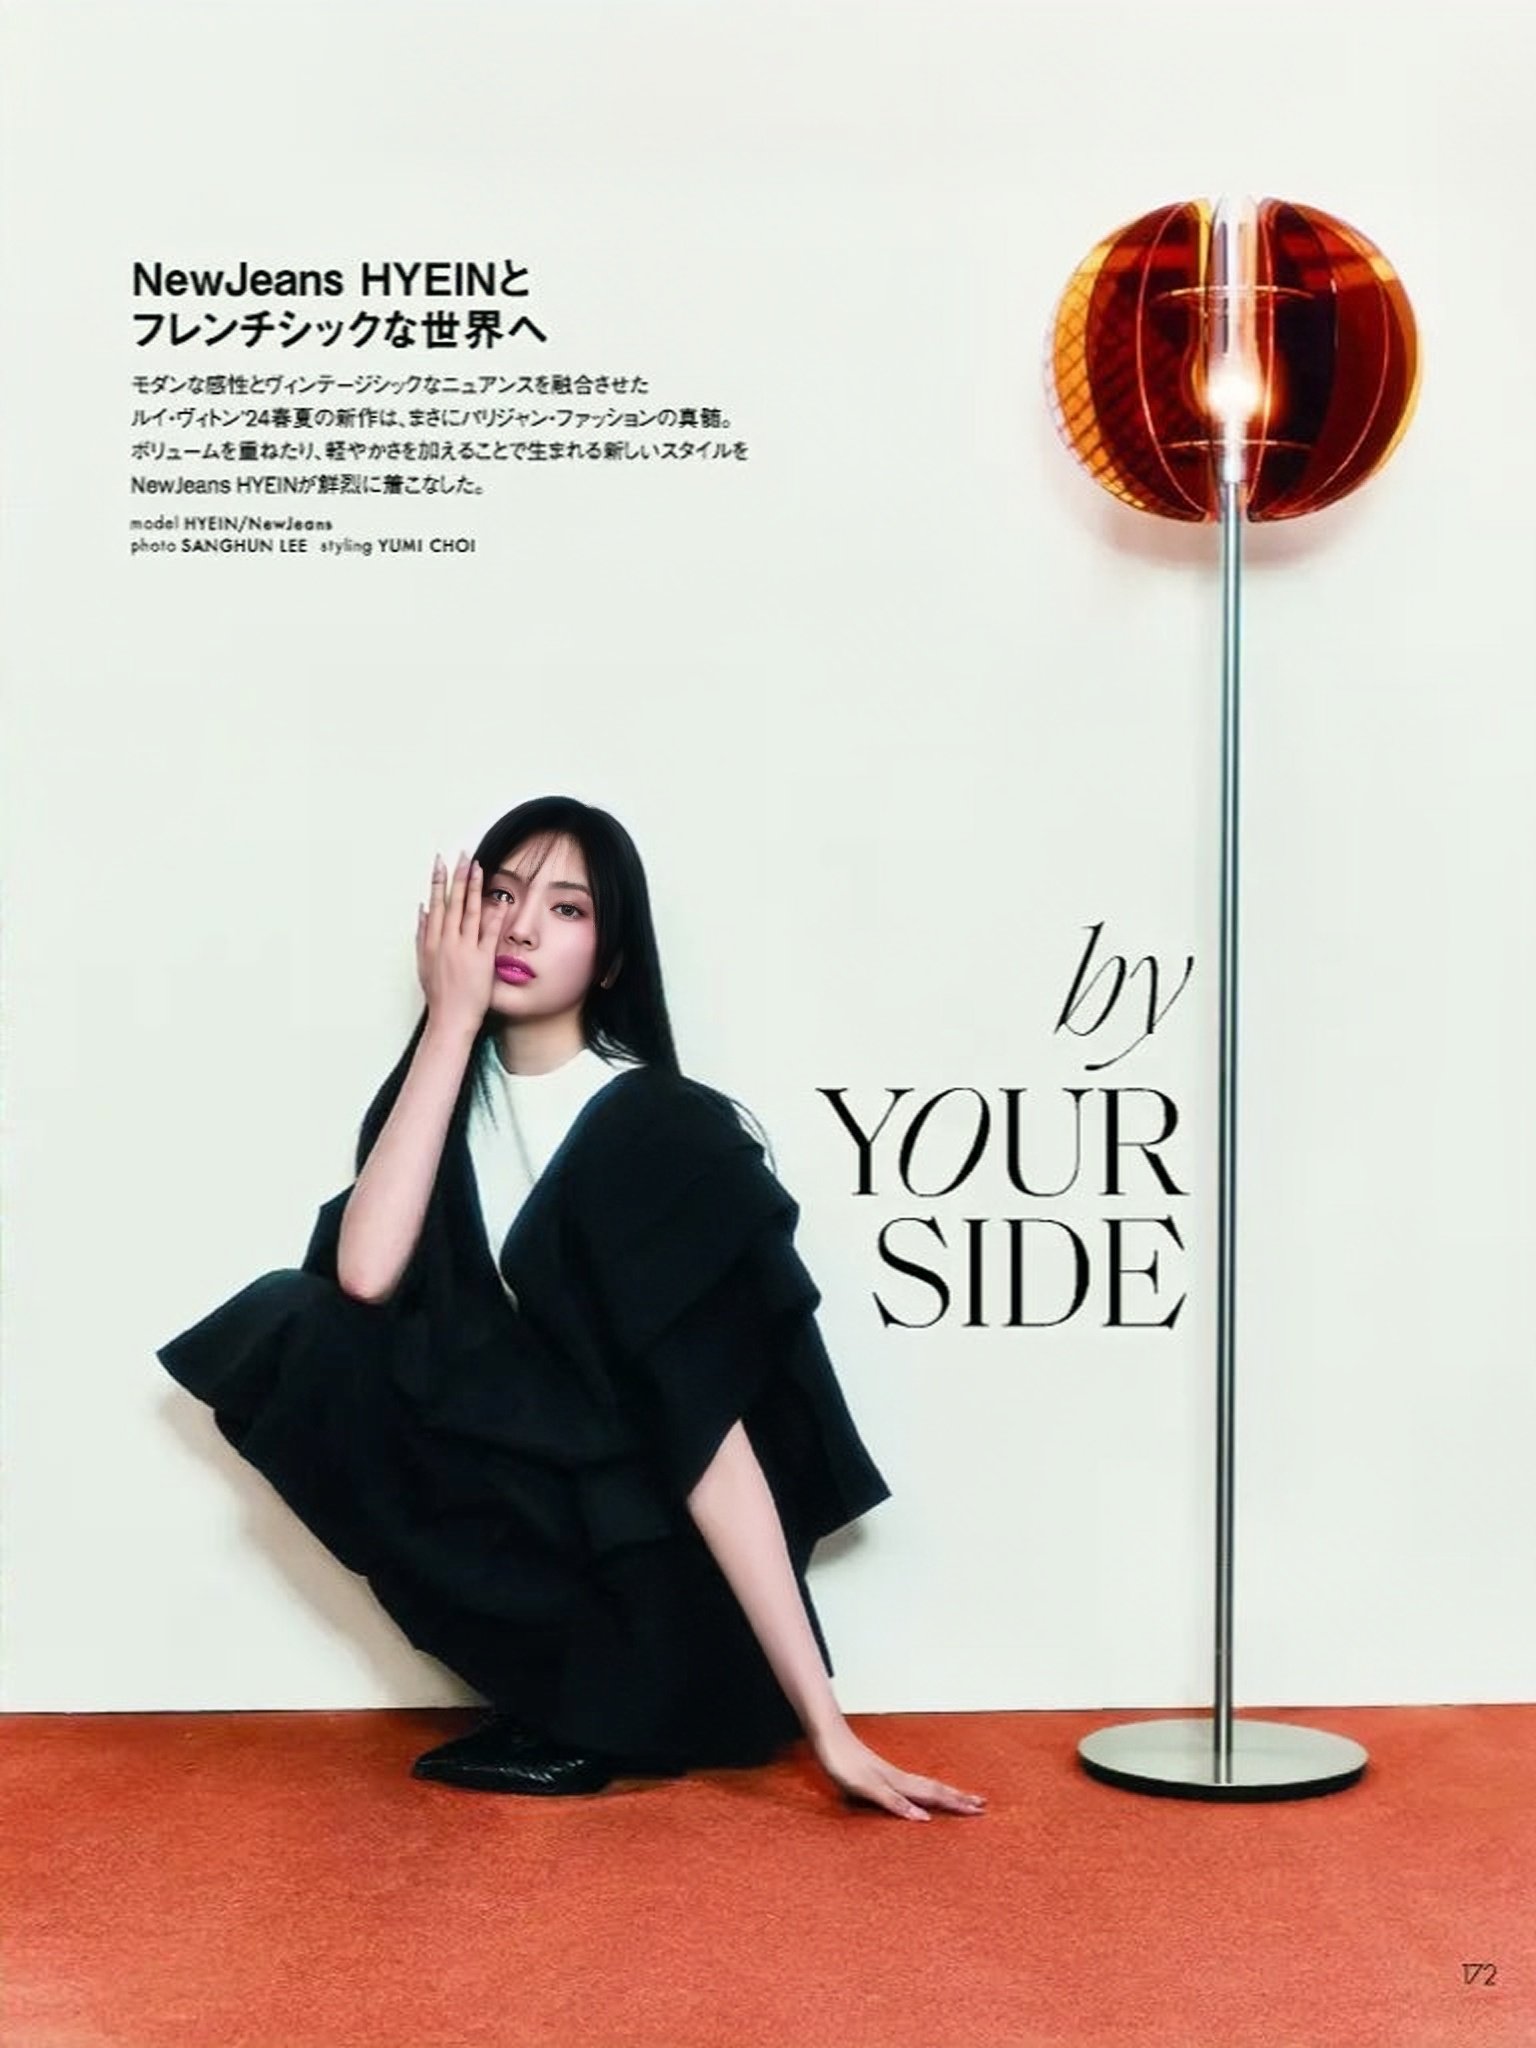 NewJeans HYEINと
フレンチシックな世界へ
モダンな感性とヴィンテージシックなニュアンスを融合させた
ルイ・ヴィトン'24春夏の新作は、まさにパリジャン・ファッションの真髄。
ボリュームを重ねたり、軽やかさを加えることで生まれる新しいスタイルを
NewJeans HYEINが鮮烈に着こなした。
model HYEIN/NewJeans
photo SANGHUN LEE styling YUMI CHOI
by
YOUR
SIDE
172